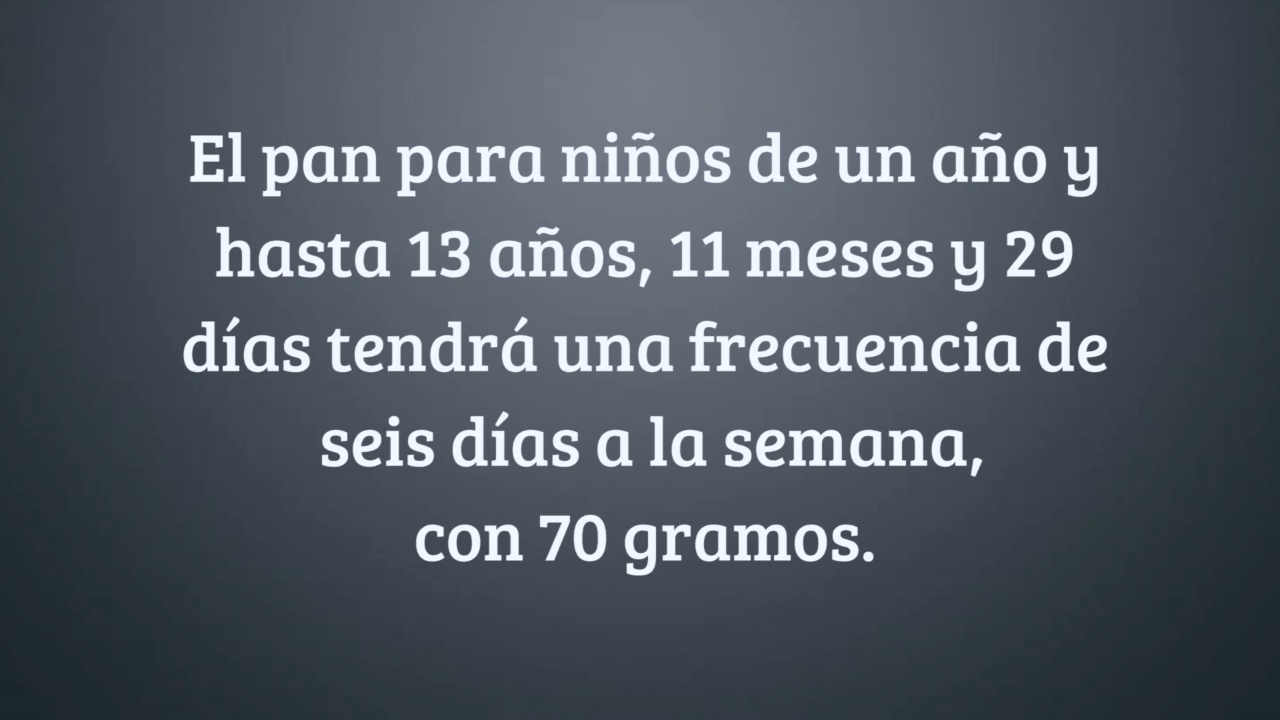 El pan para niños de un año y
hasta 13 años, 11 meses y 29
días tendrá una frecuencia de
seis días a la semana,
con 70 gramos.